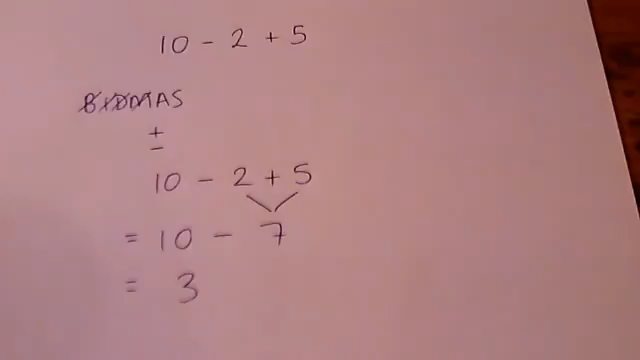 10 - 2 + 5
BIDMAS
+
-
10 - 2 + 5
= 10 - 7
= 3